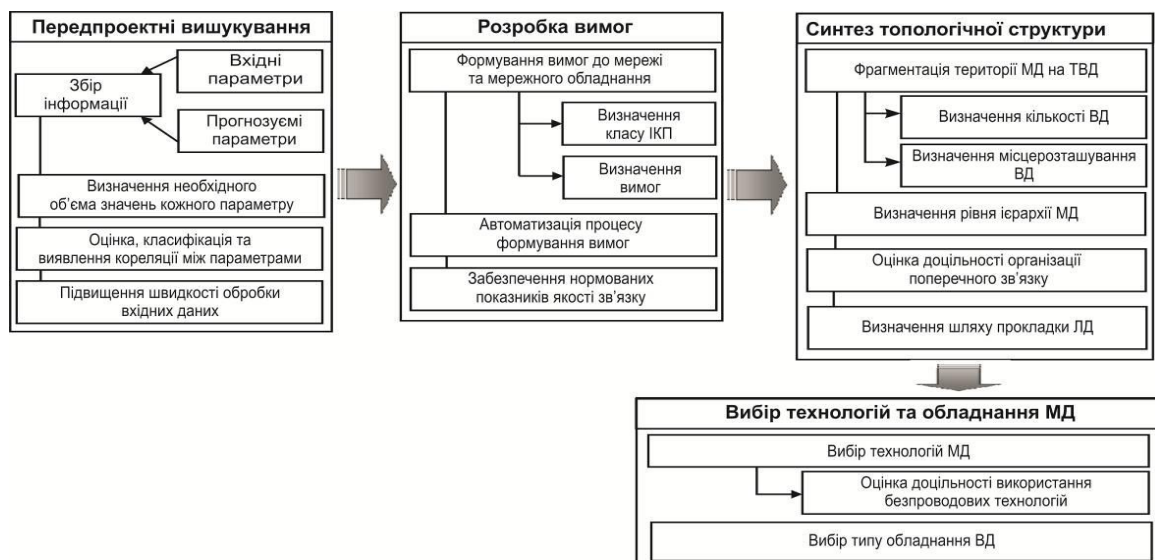 Передпроектні вишукування
Вхідні
параметри
Збір
інформації
Прогнозуємі
параметри
Визначення необхідного
об’єма значень кожного параметру
Оцінка, класифікація та
виявлення кореляції між параметрами
Підвищення швидкості обробки
вхідних даних
Розробка вимог
Формування вимог до мережі
та мережного обладнання
Визначення
класу ІКП
Визначення
вимог
Автоматизація процесу
формування вимог
Забезпечення нормованих
показників якості зв’язку
Синтез топологічної структури
Фрагментація території МД на ТВД
Визначення кількості ВД
Визначення місцерозташування
ВД
Визначення рівня ієрархії МД
Оцінка доцільності організації
поперечного зв’язку
Визначення шляху прокладки ЛД
Вибір технологій та обладнання МД
Вибір технологій МД
Оцінка доцільності використання
безпроводових технологій
Вибір типу обладнання ВД